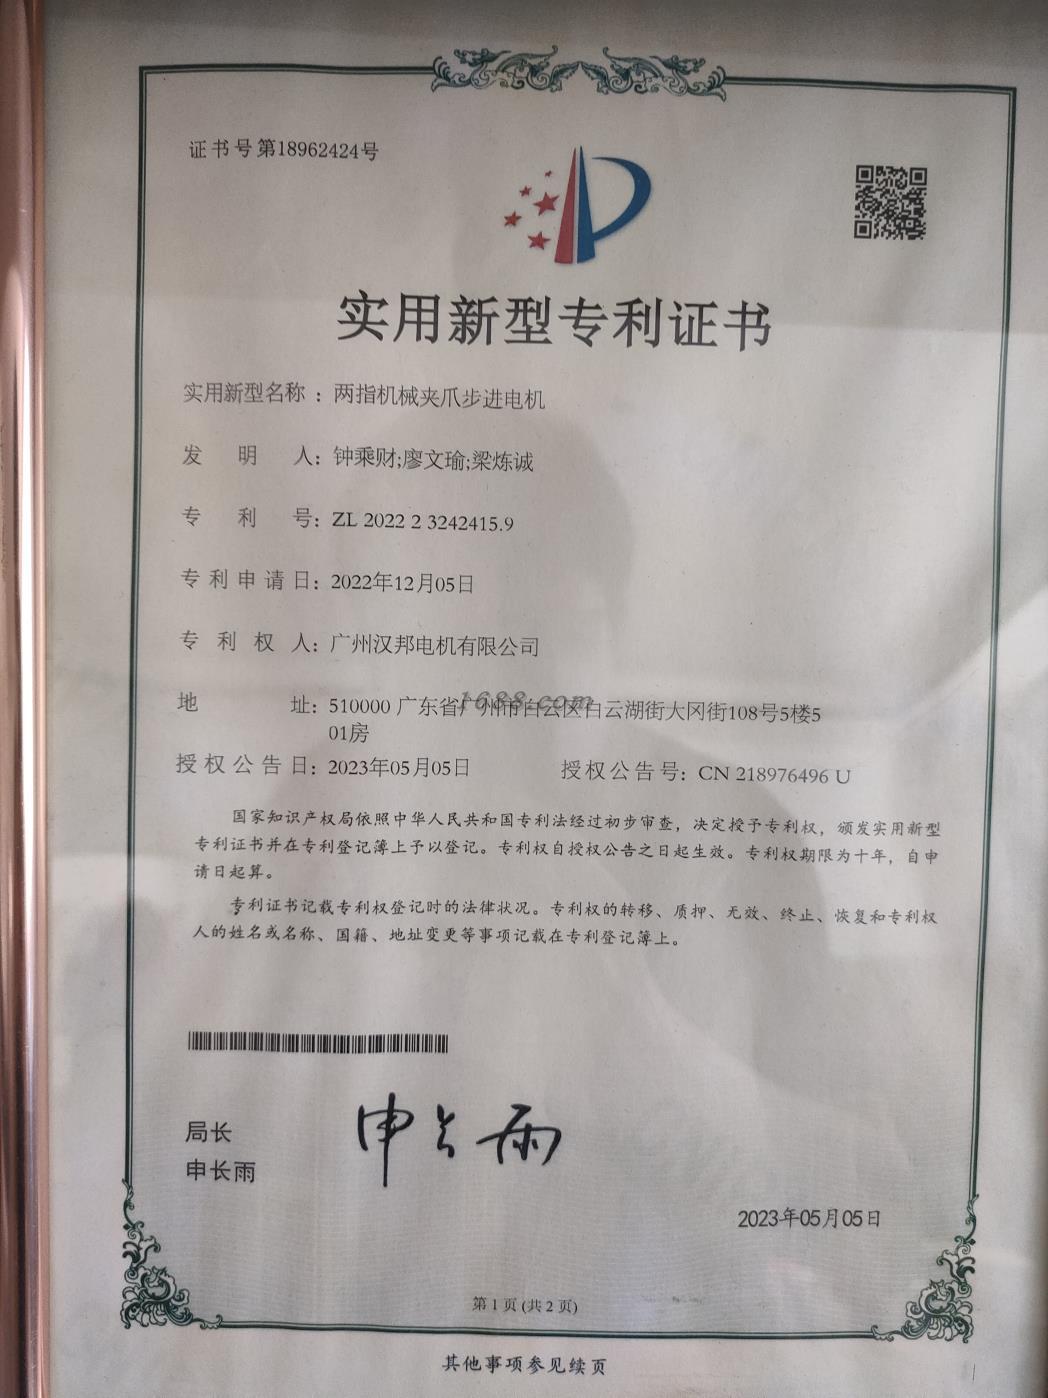 证书号第18962424号
实用新型专利证书
实用新型名称：两指机械夹爪步进电机
发明人：钟乘财;廖文瑜;梁炼诚
专利号：ZL 2022 2 3242415.9
专利申请日：2022年12月05日
专利权人：广州汉邦电机有限公司
地址：510000 广东省广州市白云区白云湖街大冈街108号5楼5
01房
1688.com
授权公告日：2023年05月05日 授权公告号：CN 218976496 U
国家知识产权局依照中华人民共和国专利法经过初步审查，决定授予专利权，颁发实用新型
专利证书并在专利登记簿上予以登记。专利权自授权公告之日起生效。专利权期限为十年，自申
请日起算。
专利证书记载专利权登记时的法律状况。专利权的转移、质押、无效、终止、恢复和专利权
人的姓名或名称、国籍、地址变更等事项记载在专利登记簿上。
局长
申长雨
申长雨
2023年05月05日
第1页(共2页)
其他事项参见续页